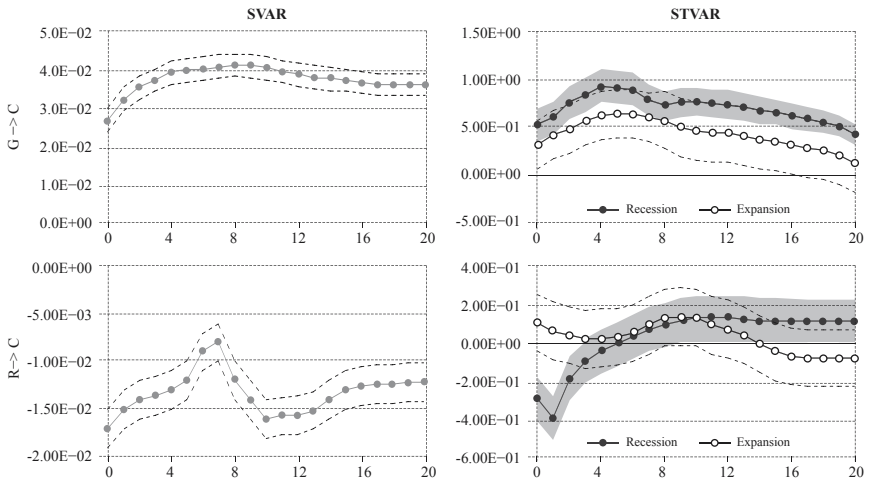 SVAR
STVAR
G −> C
5.0E−02
4.0E−02
3.0E−02
2.0E−02
1.0E−02
0.0E+00
0 4 8 12 16 20
1.50E+00
1.00E+00
5.00E−01
0.00E+00
-5.00E−01
Recession Expansion
0 4 8 12 16 20
R−> C
0.00E+00
-5.00E−03
-1.00E−02
-1.50E−02
-2.00E−02
0 4 8 12 16 20
4.00E−01
2.00E−01
0.00E+00
-2.00E−01
-4.00E−01
-6.00E−01
Recession Expansion
0 4 8 12 16 20